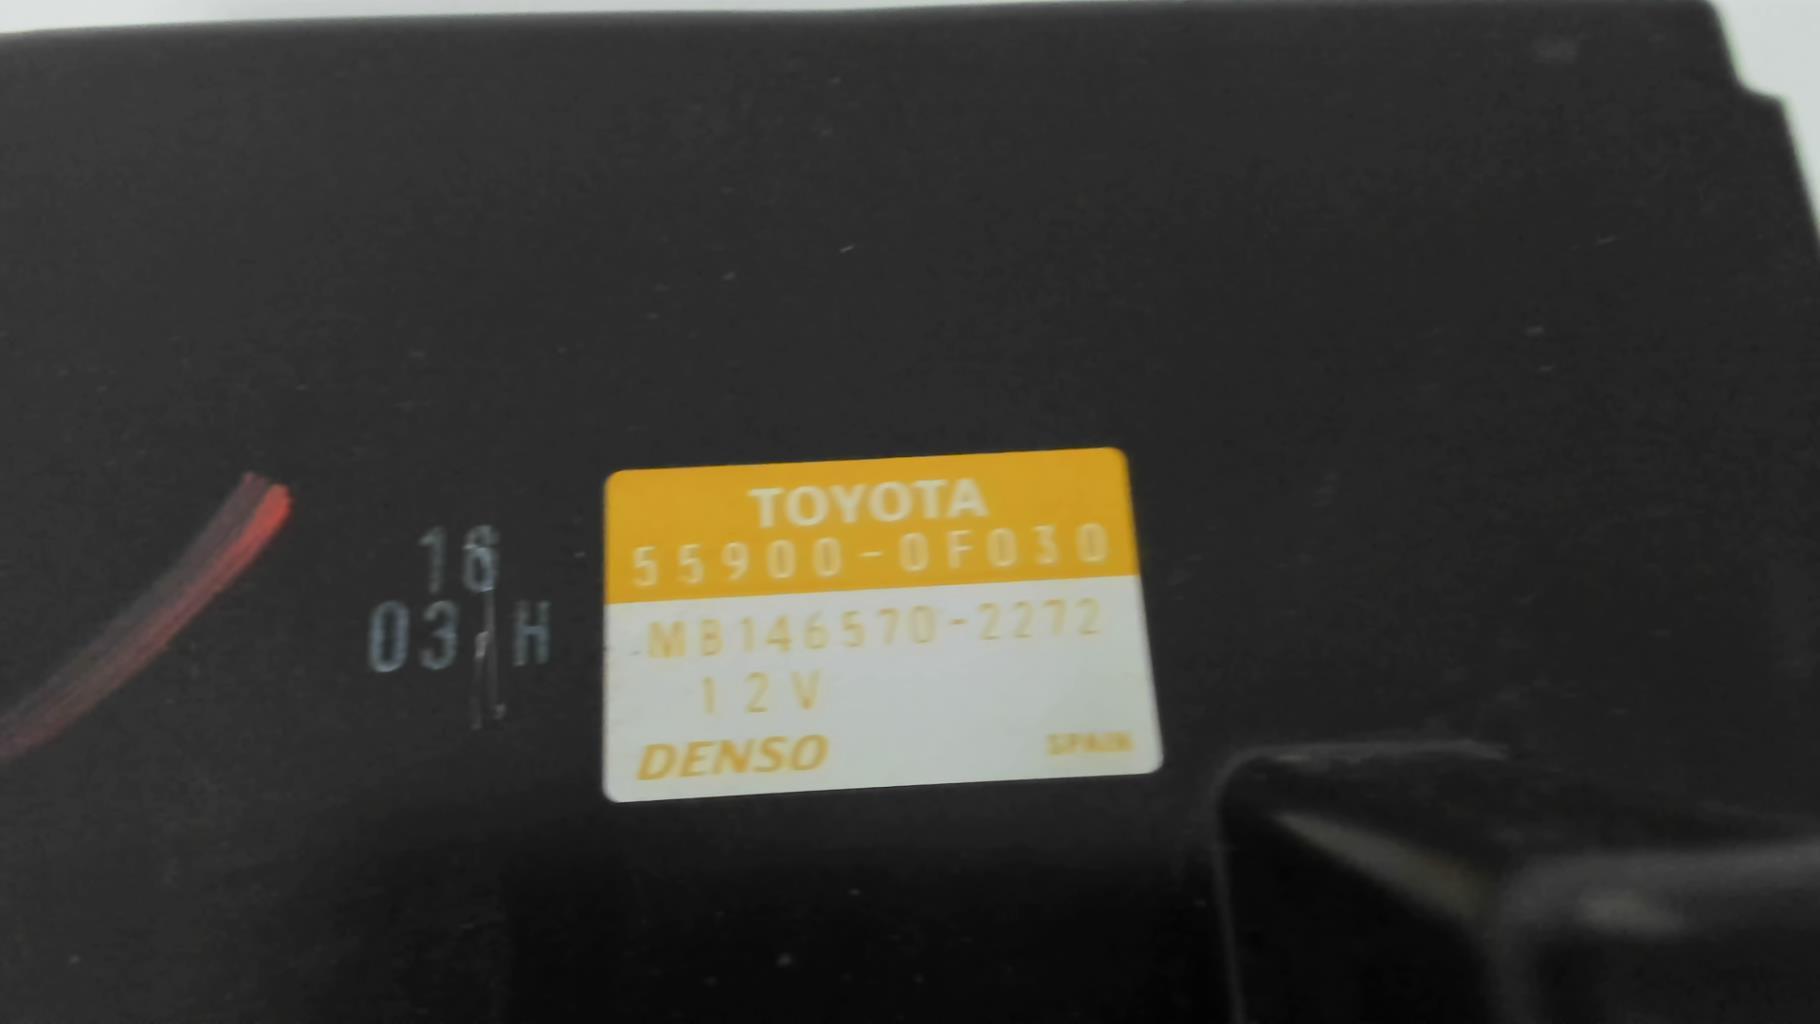 16
03 H
TOYOTA
55900-0F030
MB146570-2272
12V
DENSO
SPAIN